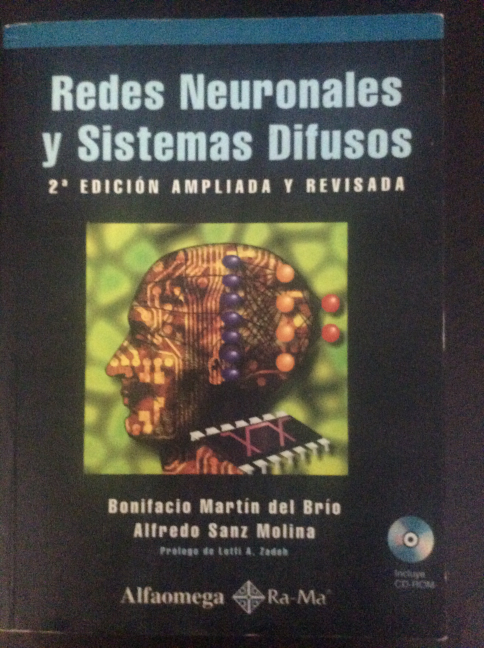 Redes Neuronales
y Sistemas Difusos
2ª EDICIÓN AMPLIADA Y REVISADA
Bonifacio Martín del Brío
Alfredo Sanz Molina
Prólogo de Lotfi A. Zadeh
Incluye
CD-ROM
Alfaomega Ra-Ma®